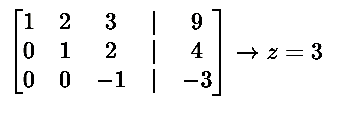 1 2 3 | 9
0 1 2 | 4 → z = 3
0 0 −1 | −3